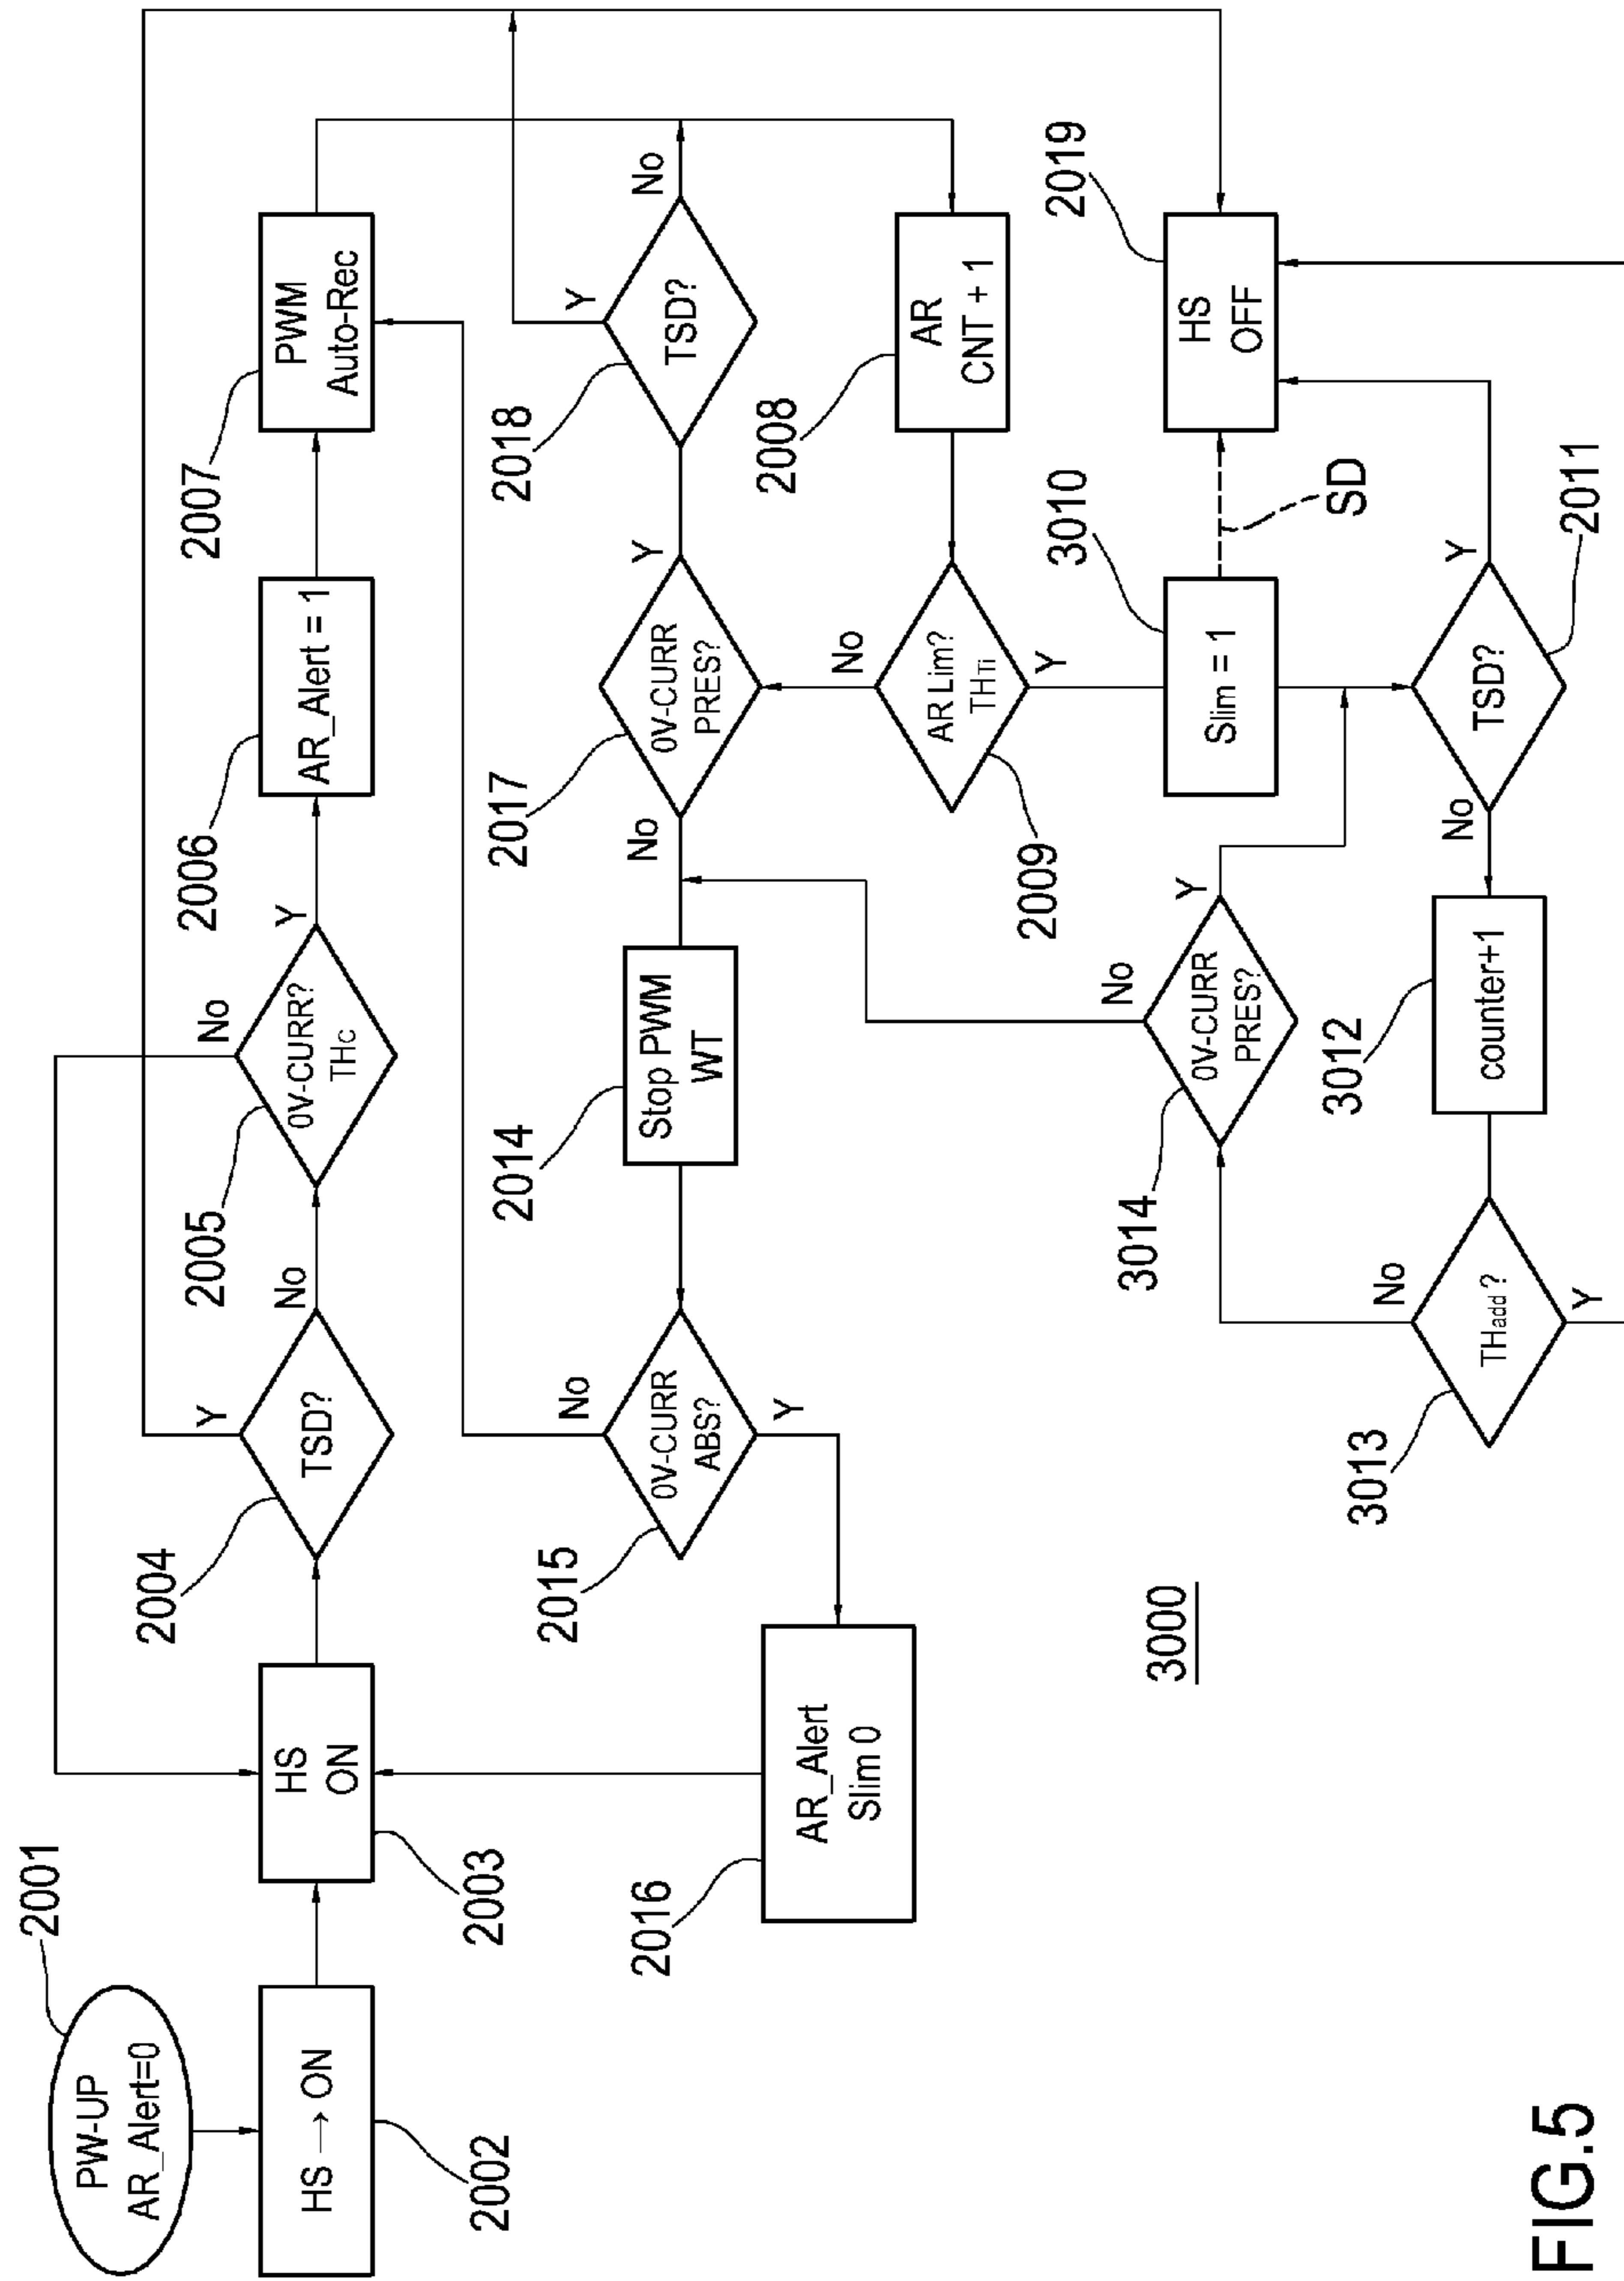 2001
PW-UP
AR_Alert=0
HS → ON
2002
HS
ON
2003
2004
TSD?
Y
No
2005
0V-CURR?
THC
No
Y
2006
AR_Alert = 1
2007
PWM
Auto-Rec
2016
AR_Alert
Slim 0
2015
0V-CURR
ABS?
No
Y
2014
Stop PWM
WT
2017
0V-CURR
PRES?
No
Y
2018
TSD?
Y
No
2008
AR
CNT + 1
2009
AR Lim?
THTi
No
Y
3010
Slim = 1
SD
2019
HS
OFF
3014
0V-CURR
PRES?
No
Y
3013
THadd ?
No
Y
3012
counter+1
2011
TSD?
No
Y
3000
FIG.5